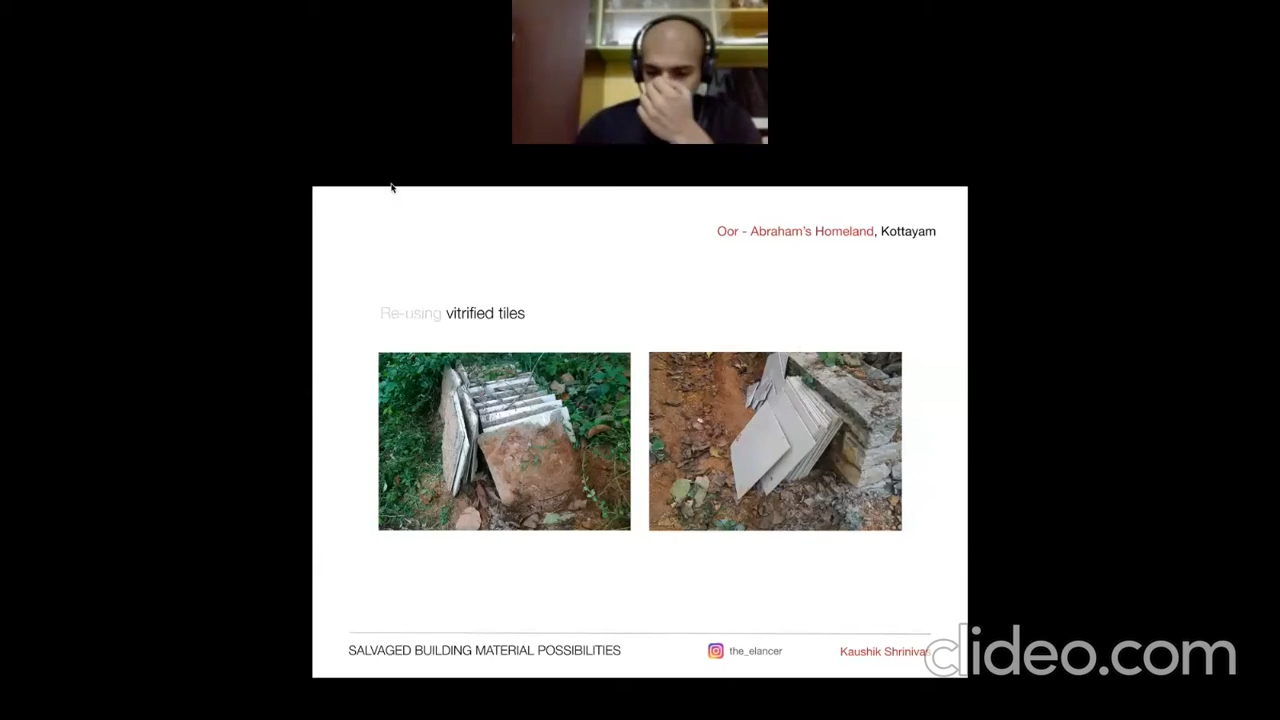 Oor - Abraham's Homeland, Kottayam
Re-using vitrified tiles
SALVAGED BUILDING MATERIAL POSSIBILITIES
the_elancer
Kaushik Shrinivas
clideo.com